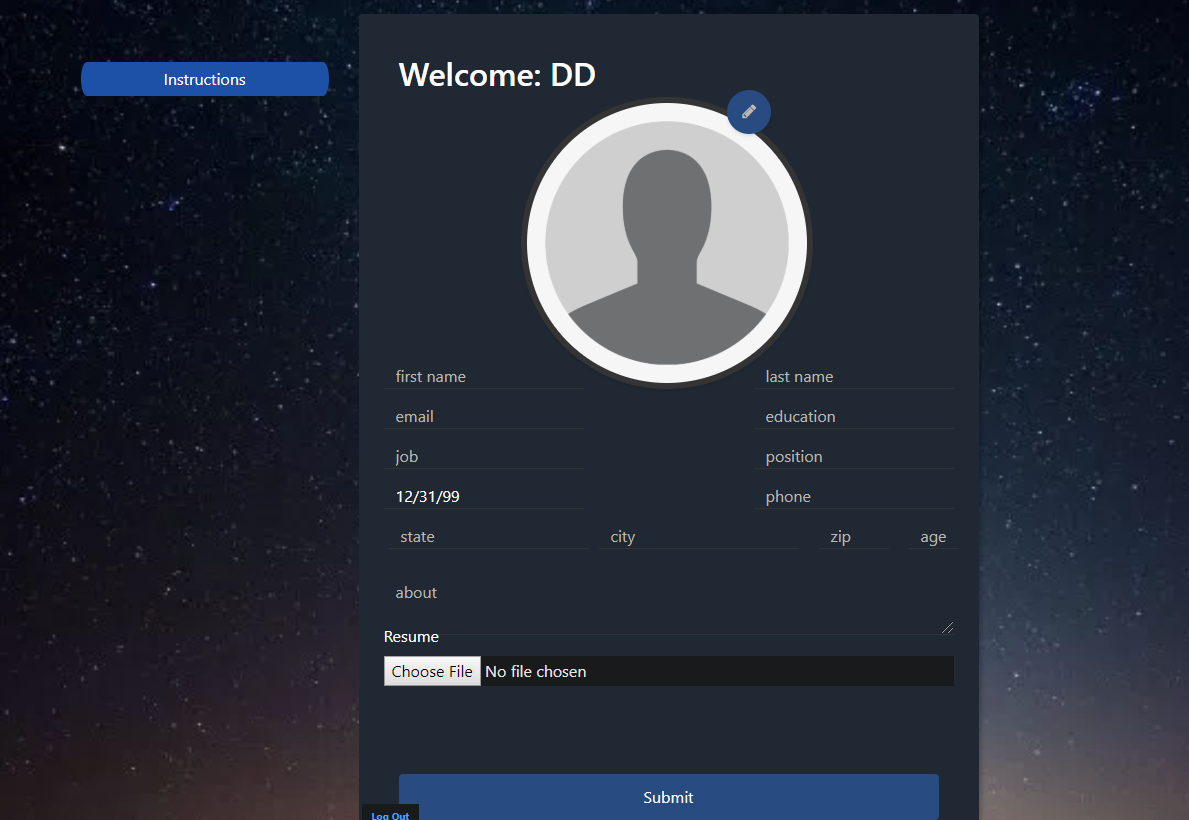 Instructions
Welcome: DD
first name
last name
email
education
job
position
12/31/99
phone
state
city
zip
age
about
Resume
Choose File No file chosen
Submit
Log Out